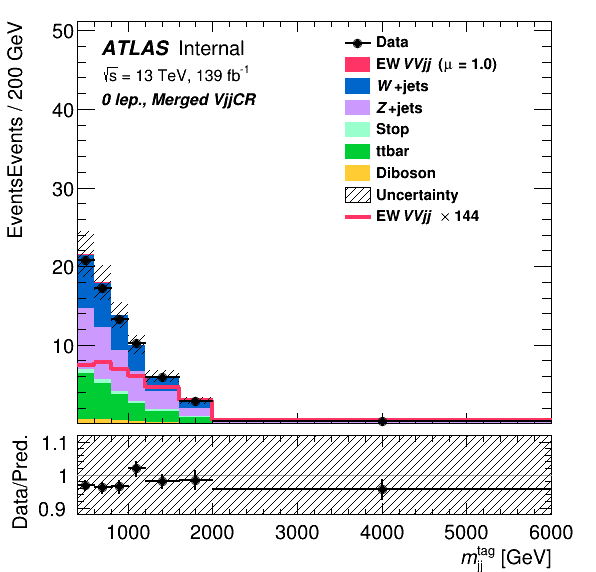 EventsEvents / 200 GeV
50
40
30
20
10
ATLAS Internal
√s = 13 TeV, 139 fb⁻¹
0 lep., Merged VjjCR
Data
EW VVjj (μ = 1.0)
W+jets
Z+jets
Stop
ttbar
Diboson
Uncertainty
EW VVjj × 144
Data/Pred.
1.1
1
0.9
1000 2000 3000 4000 5000 6000
m_jj^tag [GeV]